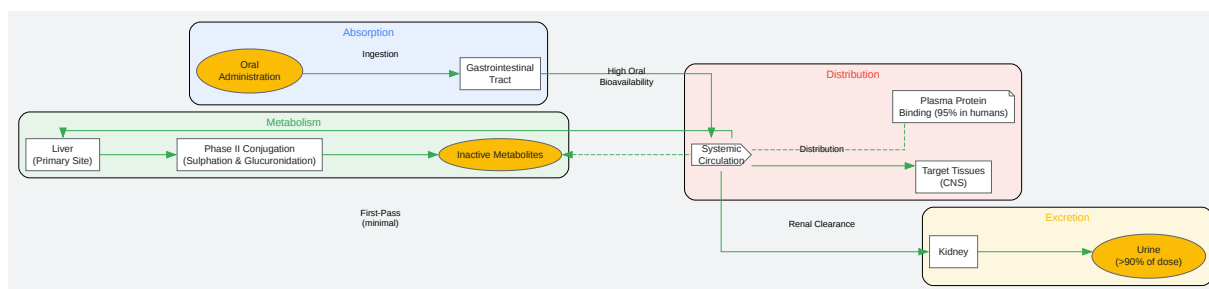 Absorption
Ingestion
Oral
Administration
Gastrointestinal
Tract
High Oral
Bioavailability
Distribution
Plasma Protein
Binding (95% in humans)
Metabolism
Liver
(Primary Site)
Phase II Conjugation
(Sulphation & Glucuronidation)
Inactive Metabolites
Systemic
Circulation
Distribution
Target Tissues
(CNS)
First-Pass
(minimal)
Renal Clearance
Excretion
Kidney
Urine
(>90% of dose)